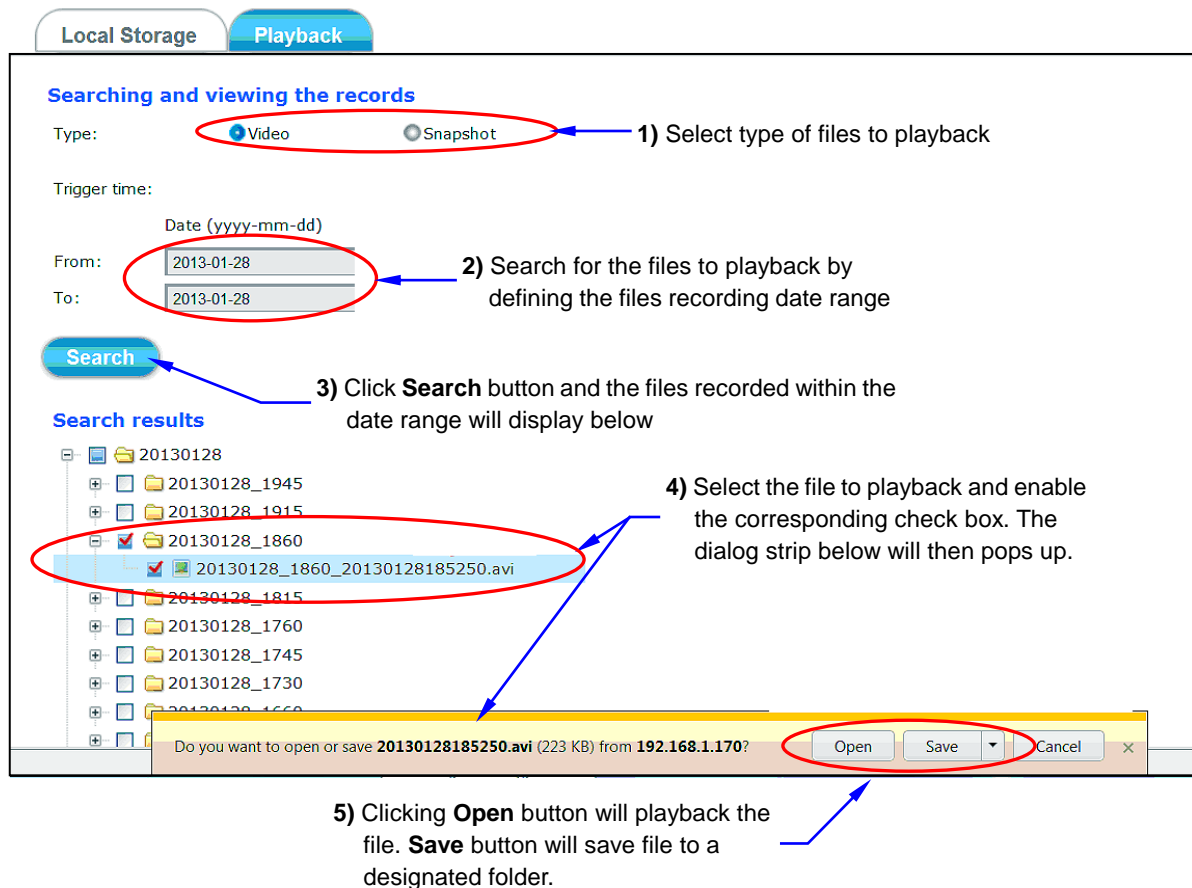 Local Storage
Playback
Searching and viewing the records
Type:
Video
Snapshot
1) Select type of files to playback
Trigger time:
Date (yyyy-mm-dd)
From:
2013-01-28
To:
2013-01-28
2) Search for the files to playback by
defining the files recording date range
Search
3) Click Search button and the files recorded within the
date range will display below
Search results
20130128
20130128_1945
20130128_1915
20130128_1860
20130128_1860_20130128185250.avi
20130128_1815
20130128_1760
20130128_1745
20130128_1730
4) Select the file to playback and enable
the corresponding check box. The
dialog strip below will then pops up.
Do you want to open or save 20130128185250.avi (223 KB) from 192.168.1.170?
Open
Save
Cancel
5) Clicking Open button will playback the
file. Save button will save file to a
designated folder.